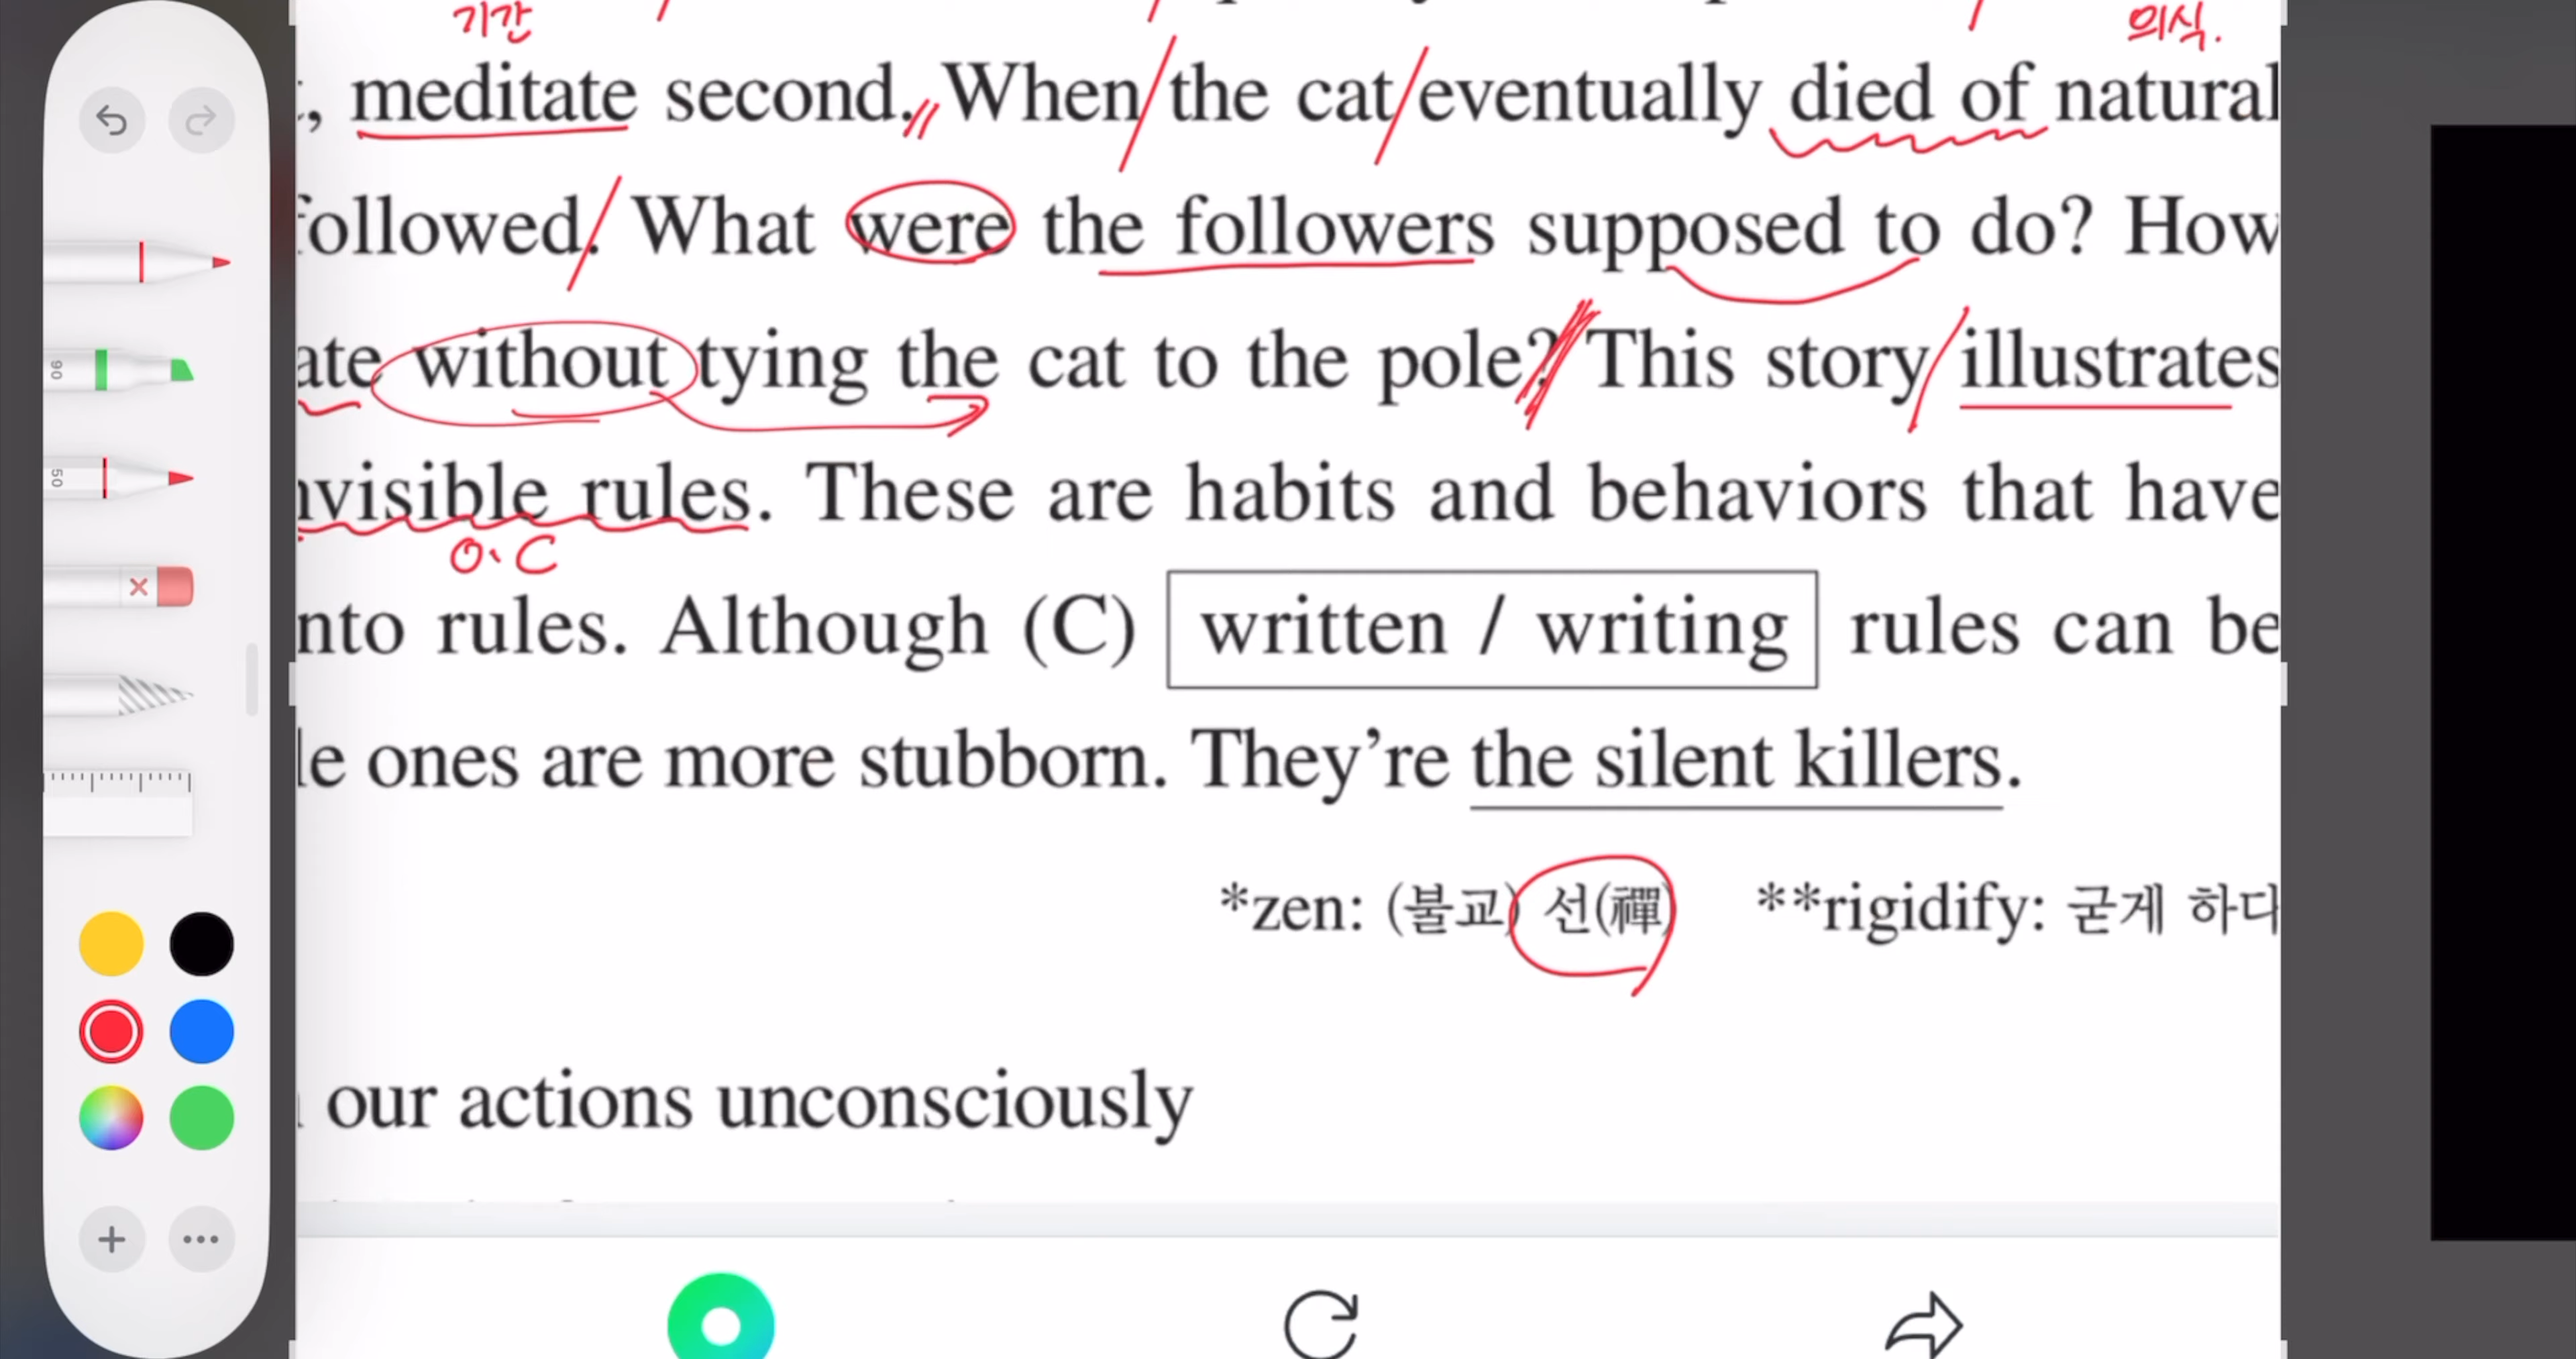 기간 의식.
, meditate second. When the cat eventually died of natural
followed. What were the followers supposed to do? How
ate without tying the cat to the pole? This story illustrates
nvisible rules. These are habits and behaviors that have
O.C
nto rules. Although (C) written / writing rules can be
le ones are more stubborn. They're the silent killers.
*zen: (불교) 선(禪) **rigidify: 굳게 하다
our actions unconsciously
90
50